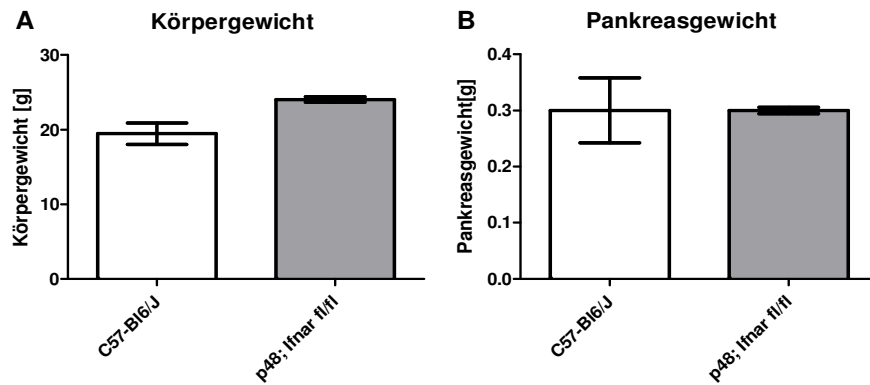 A
Körpergewicht
Körpergewicht [g]
30
20
10
0
C57-Bl6/J
p48; Ifnar fl/fl
B
Pankreasgewicht
Pankreasgewicht[g]
0.4
0.3
0.2
0.1
0.0
C57-Bl6/J
p48; Ifnar fl/fl